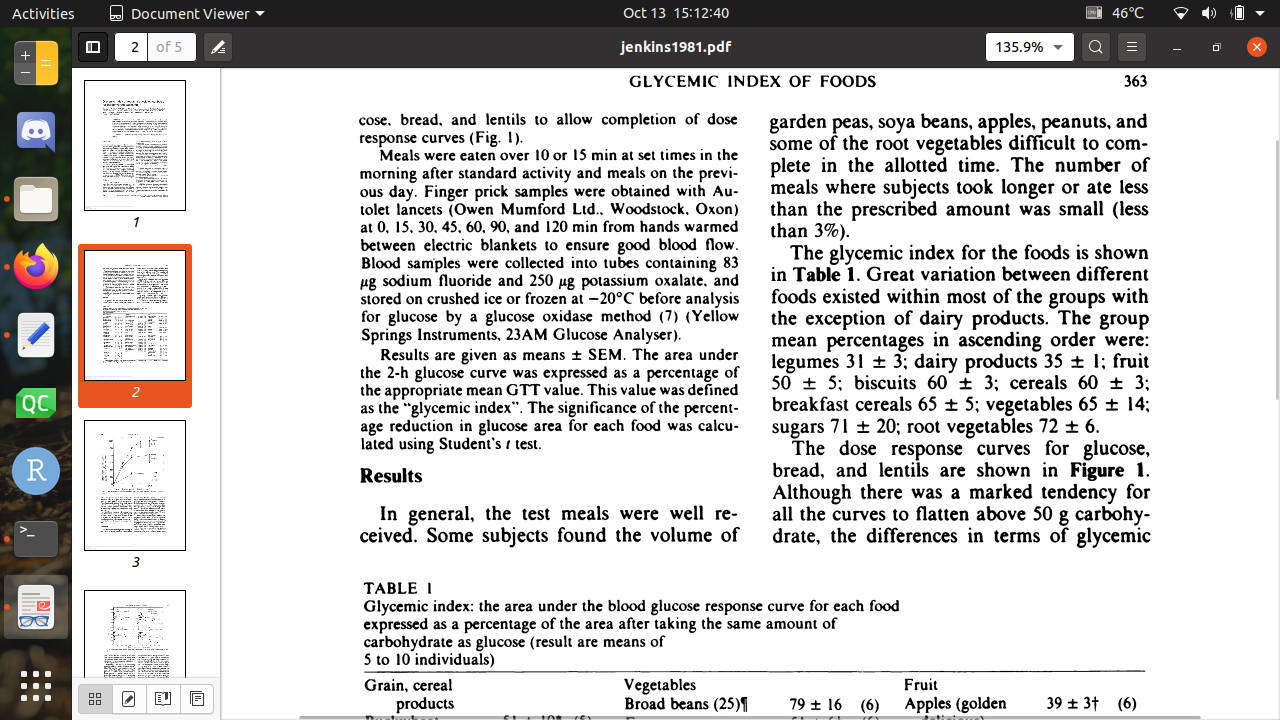 Activities
Document Viewer
Oct 13 15:12:40
46°C
2
of 5
jenkins1981.pdf
135.9%
1
2
3
QC
R
>_
GLYCEMIC INDEX OF FOODS
363
cose, bread, and lentils to allow completion of dose
response curves (Fig. 1).
Meals were eaten over 10 or 15 min at set times in the
morning after standard activity and meals on the previ-
ous day. Finger prick samples were obtained with Au-
tolet lancets (Owen Mumford Ltd., Woodstock, Oxon)
at 0, 15, 30, 45, 60, 90, and 120 min from hands warmed
between electric blankets to ensure good blood flow.
Blood samples were collected into tubes containing 83
μg sodium fluoride and 250 μg potassium oxalate, and
stored on crushed ice or frozen at −20°C before analysis
for glucose by a glucose oxidase method (7) (Yellow
Springs Instruments, 23AM Glucose Analyser).
Results are given as means ± SEM. The area under
the 2-h glucose curve was expressed as a percentage of
the appropriate mean GTT value. This value was defined
as the “glycemic index”. The significance of the percent-
age reduction in glucose area for each food was calcu-
lated using Student's t test.
Results
In general, the test meals were well re-
ceived. Some subjects found the volume of
garden peas, soya beans, apples, peanuts, and
some of the root vegetables difficult to com-
plete in the allotted time. The number of
meals where subjects took longer or ate less
than the prescribed amount was small (less
than 3%).
The glycemic index for the foods is shown
in Table 1. Great variation between different
foods existed within most of the groups with
the exception of dairy products. The group
mean percentages in ascending order were:
legumes 31 ± 3; dairy products 35 ± 1; fruit
50 ± 5; biscuits 60 ± 3; cereals 60 ± 3;
breakfast cereals 65 ± 5; vegetables 65 ± 14;
sugars 71 ± 20; root vegetables 72 ± 6.
The dose response curves for glucose,
bread, and lentils are shown in Figure 1.
Although there was a marked tendency for
all the curves to flatten above 50 g carbohy-
drate, the differences in terms of glycemic
TABLE 1
Glycemic index: the area under the blood glucose response curve for each food
expressed as a percentage of the area after taking the same amount of
carbohydrate as glucose (result are means of
5 to 10 individuals)
Grain, cereal
products
Vegetables
Broad beans (25)¶ 79 ± 16 (6)
Fruit
Apples (golden 39 ± 3† (6)